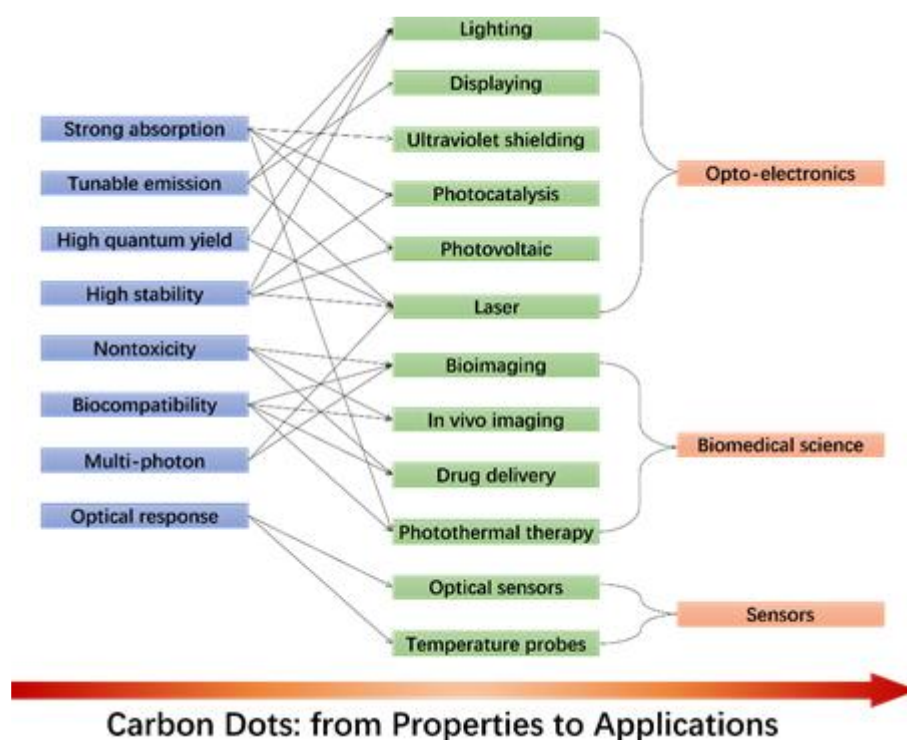 Strong absorption
Tunable emission
High quantum yield
High stability
Nontoxicity
Biocompatibility
Multi-photon
Optical response
Lighting
Displaying
Ultraviolet shielding
Photocatalysis
Photovoltaic
Laser
Bioimaging
In vivo imaging
Drug delivery
Photothermal therapy
Optical sensors
Temperature probes
Opto-electronics
Biomedical science
Sensors
Carbon Dots: from Properties to Applications